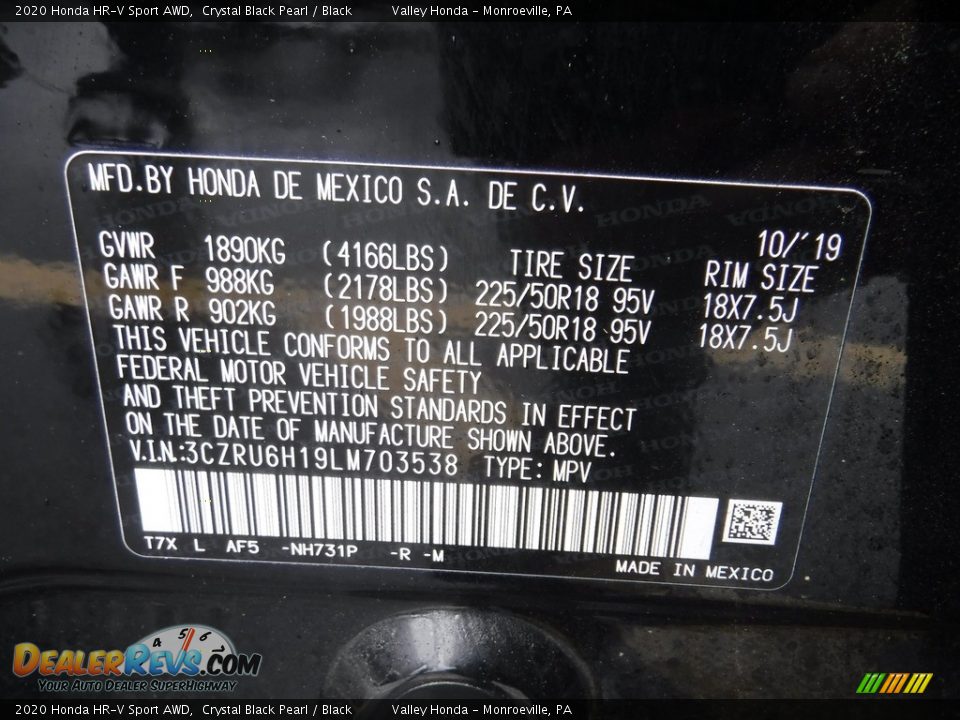 2020 Honda HR-V Sport AWD, Crystal Black Pearl / Black Valley Honda - Monroeville, PA
MFD.BY HONDA DE MEXICO S.A. DE C.V.
10/'19
GVWR 1890KG (4166LBS) TIRE SIZE RIM SIZE
GAWR F 988KG (2178LBS) 225/50R18 95V 18X7.5J
GAWR R 902KG (1988LBS) 225/50R18 95V 18X7.5J
THIS VEHICLE CONFORMS TO ALL APPLICABLE
FEDERAL MOTOR VEHICLE SAFETY
AND THEFT PREVENTION STANDARDS IN EFFECT
ON THE DATE OF MANUFACTURE SHOWN ABOVE.
V.I.N:3CZRU6H19LM703538 TYPE: MPV
T7X L AF5 -NH731P -R -M
MADE IN MEXICO
4 5 6
DealerRevs.com
Your Auto Dealer SuperHighway
2020 Honda HR-V Sport AWD, Crystal Black Pearl / Black Valley Honda - Monroeville, PA